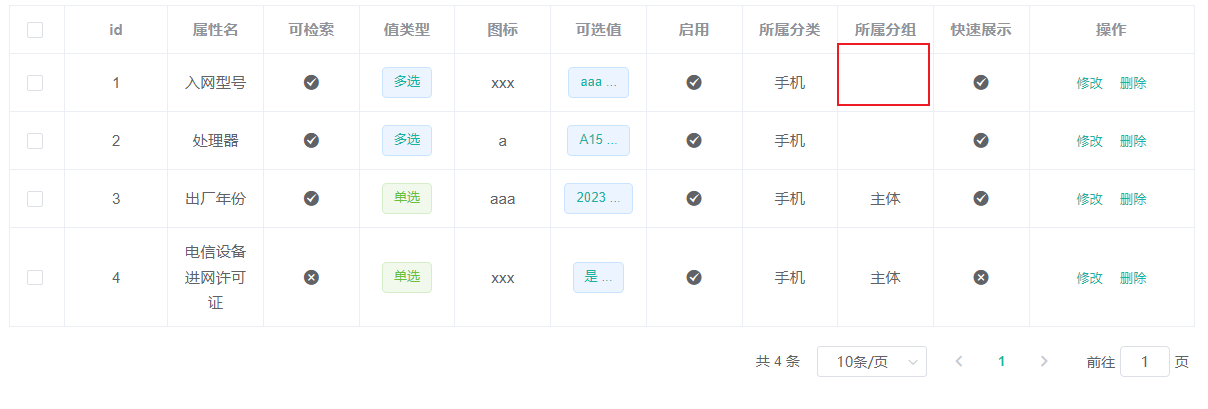 id 属性名 可检索 值类型 图标 可选值 启用 所属分类 所属分组 快速展示 操作
1 入网型号 多选 xxx aaa ... 手机 修改 删除
2 处理器 多选 a A15 ... 手机 修改 删除
3 出厂年份 单选 aaa 2023 ... 手机 主体 修改 删除
4 电信设备
进网许可
证 单选 xxx 是 ... 手机 主体 修改 删除
共 4 条 10条/页 1 前往 1 页